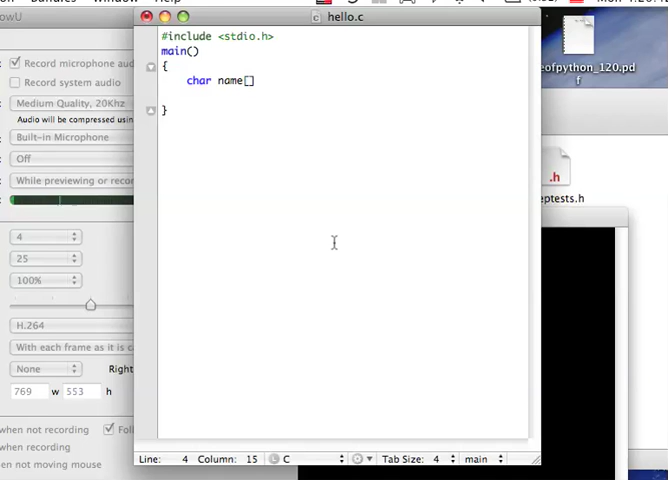 hello.c
#include <stdio.h>
main()
{
char name[]
}
Line: 4 Column: 15 C Tab Size: 4 main
Record microphone aud
Record system audio
Medium Quality, 20Khz
Audio will be compressed usin
Built-in Microphone
Off
While previewing or recor
4
25
100%
H.264
With each frame as it is c
None Right
769 w 553 h
when not recording Foll
when recording
en not moving mouse
eofpython_120.pd
f
.h
eptests.h